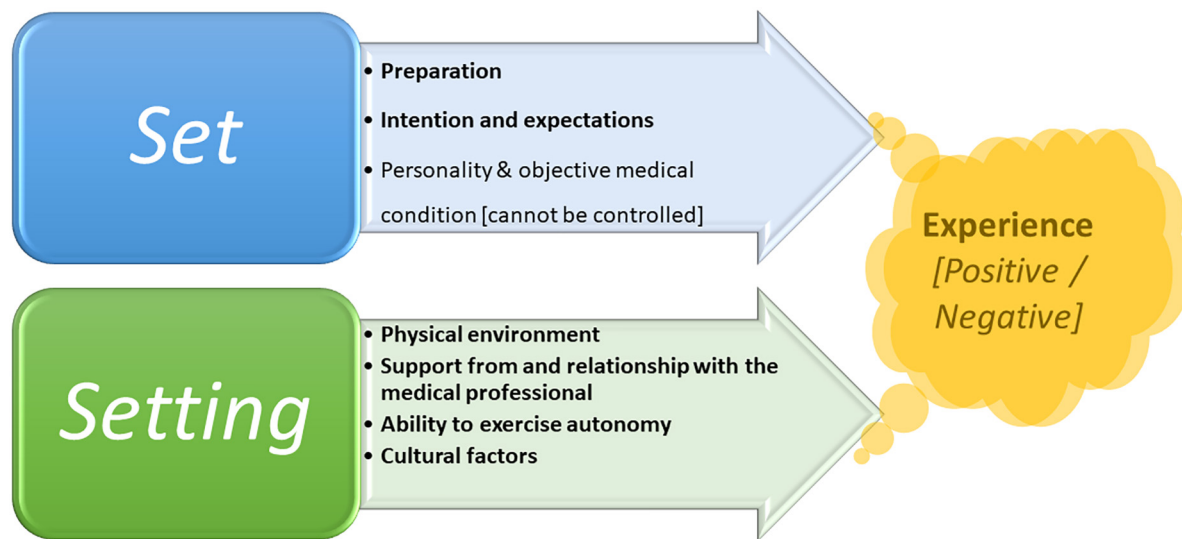 Set
• Preparation
• Intention and expectations
• Personality & objective medical
condition [cannot be controlled]
Setting
• Physical environment
• Support from and relationship with the
medical professional
• Ability to exercise autonomy
• Cultural factors
Experience
[Positive /
Negative]